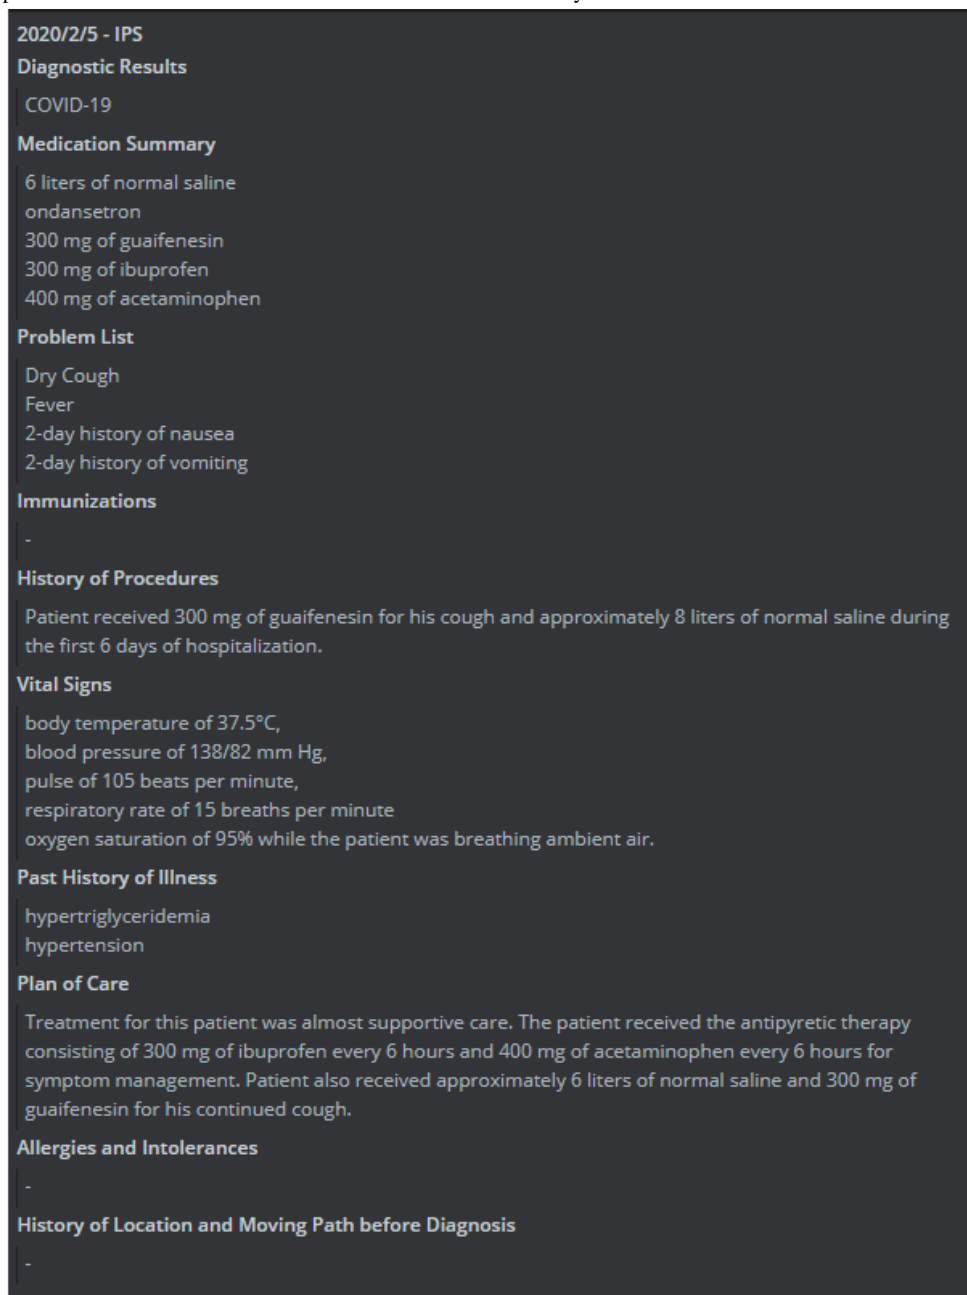 2020/2/5 - IPS
Diagnostic Results
COVID-19
Medication Summary
6 liters of normal saline
ondansetron
300 mg of guaifenesin
300 mg of ibuprofen
400 mg of acetaminophen
Problem List
Dry Cough
Fever
2-day history of nausea
2-day history of vomiting
Immunizations
-
History of Procedures
Patient received 300 mg of guaifenesin for his cough and approximately 8 liters of normal saline during
the first 6 days of hospitalization.
Vital Signs
body temperature of 37.5°C,
blood pressure of 138/82 mm Hg,
pulse of 105 beats per minute,
respiratory rate of 15 breaths per minute
oxygen saturation of 95% while the patient was breathing ambient air.
Past History of Illness
hypertriglyceridemia
hypertension
Plan of Care
Treatment for this patient was almost supportive care. The patient received the antipyretic therapy
consisting of 300 mg of ibuprofen every 6 hours and 400 mg of acetaminophen every 6 hours for
symptom management. Patient also received approximately 6 liters of normal saline and 300 mg of
guaifenesin for his continued cough.
Allergies and Intolerances
-
History of Location and Moving Path before Diagnosis
-